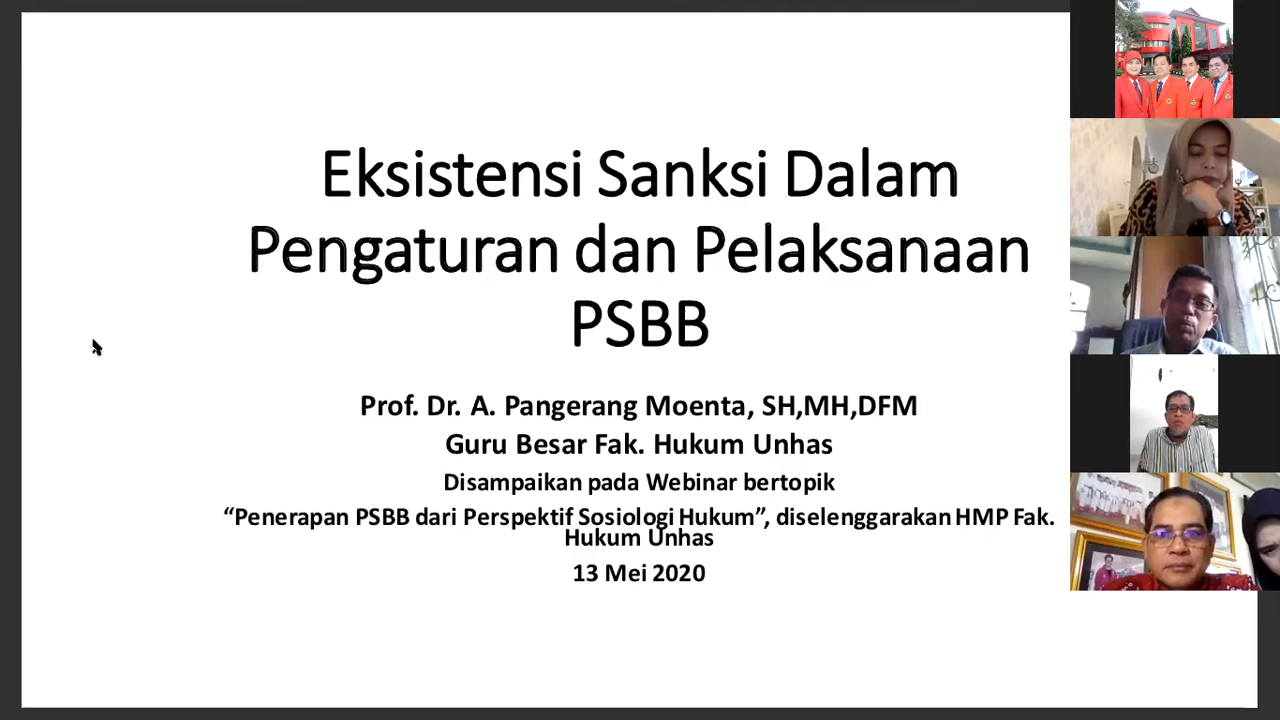 Eksistensi Sanksi Dalam
Pengaturan dan Pelaksanaan
PSBB
Prof. Dr. A. Pangerang Moenta, SH,MH,DFM
Guru Besar Fak. Hukum Unhas
Disampaikan pada Webinar bertopik
“Penerapan PSBB dari Perspektif Sosiologi Hukum”, diselenggarakan HMP Fak.
Hukum Unhas
13 Mei 2020